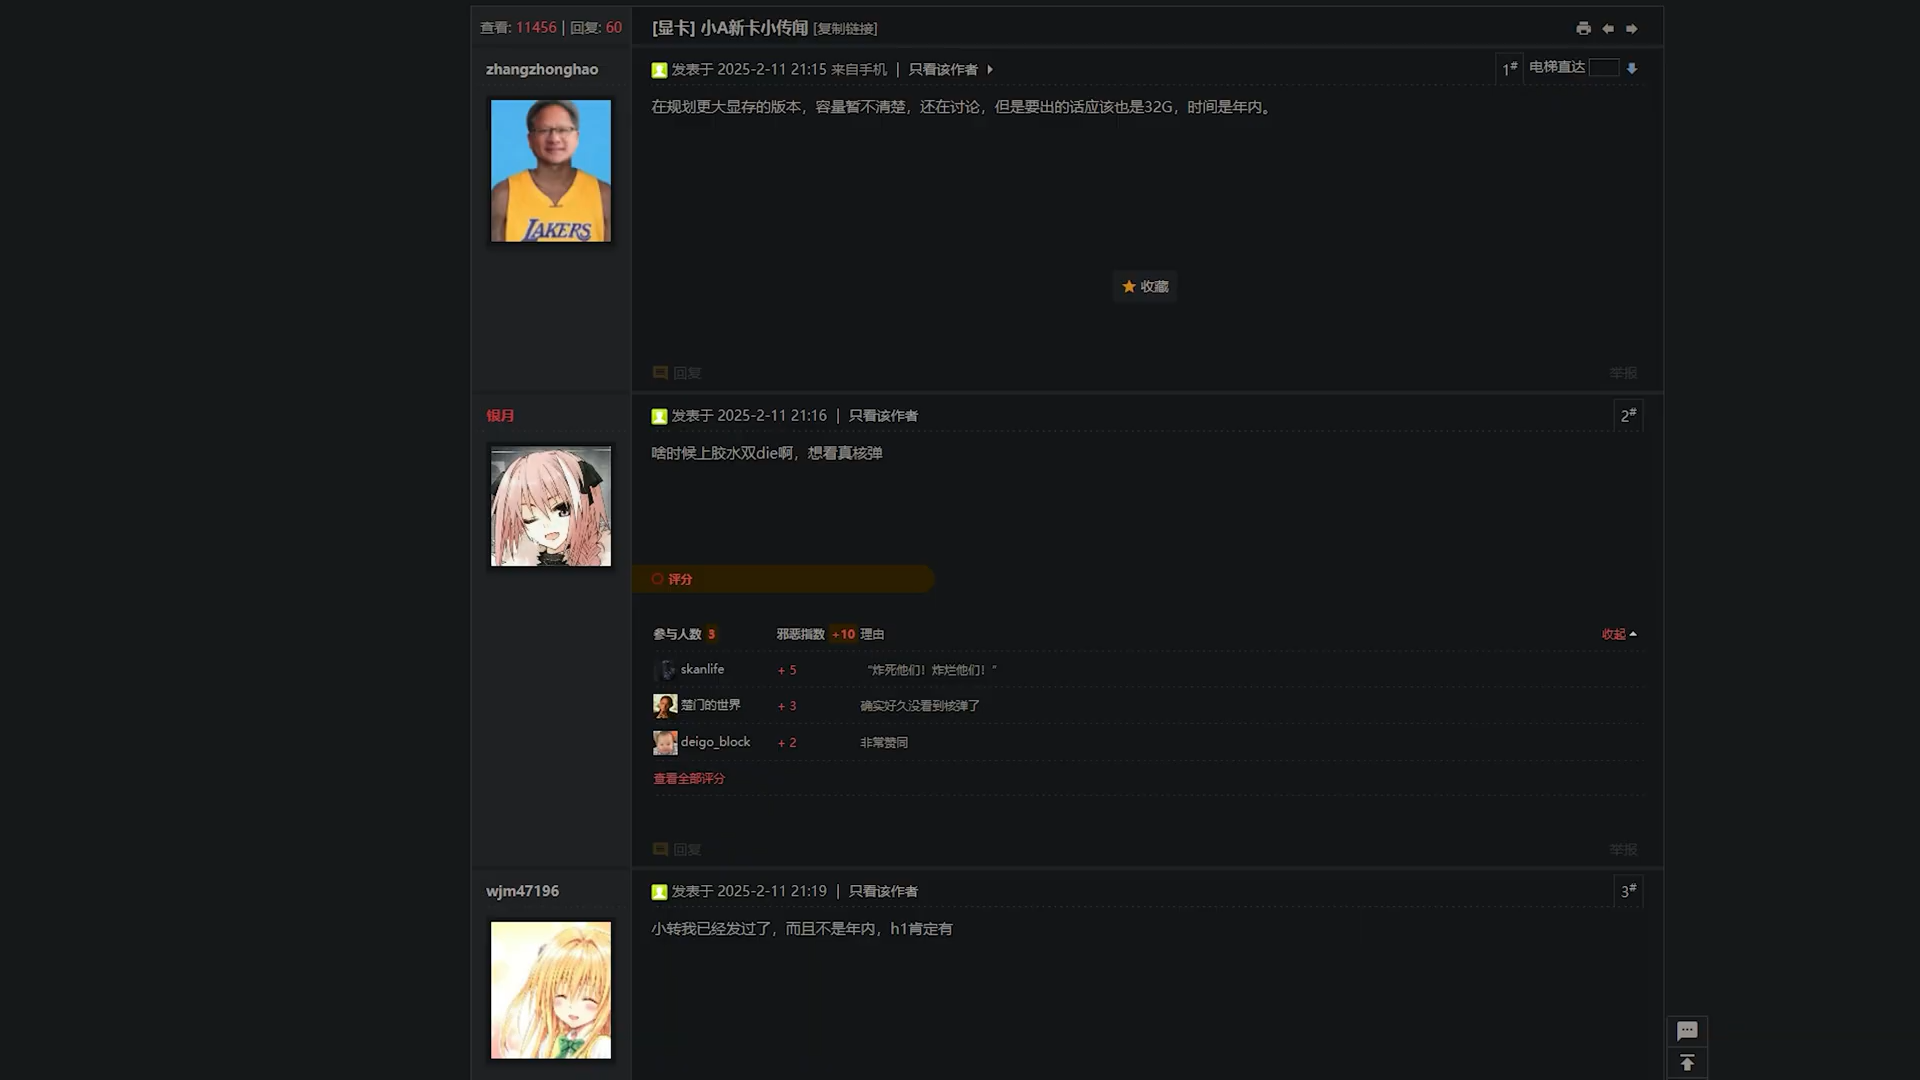 查看: 11456 | 回复: 60
[显卡] 小A新卡小传闻 [复制链接]
zhangzhonghao
发表于 2025-2-11 21:15 来自手机 | 只看该作者
1# 电梯直达
在规划更大显存的版本，容量暂不清楚，还在讨论，但是要出的话应该也是32G，时间是年内。
LAKERS
收藏
回复
举报
银月
发表于 2025-2-11 21:16 | 只看该作者
2#
啥时候上胶水双die啊，想看真核弹
评分
参与人数 3 邪恶指数 +10 理由
收起
skanlife + 5 “炸死他们！炸烂他们！”
楚门的世界 + 3 确实好久没看到核弹了
deigo_block + 2 非常赞同
查看全部评分
回复
举报
wjm47196
发表于 2025-2-11 21:19 | 只看该作者
3#
小转我已经发过了，而且不是年内，h1肯定有